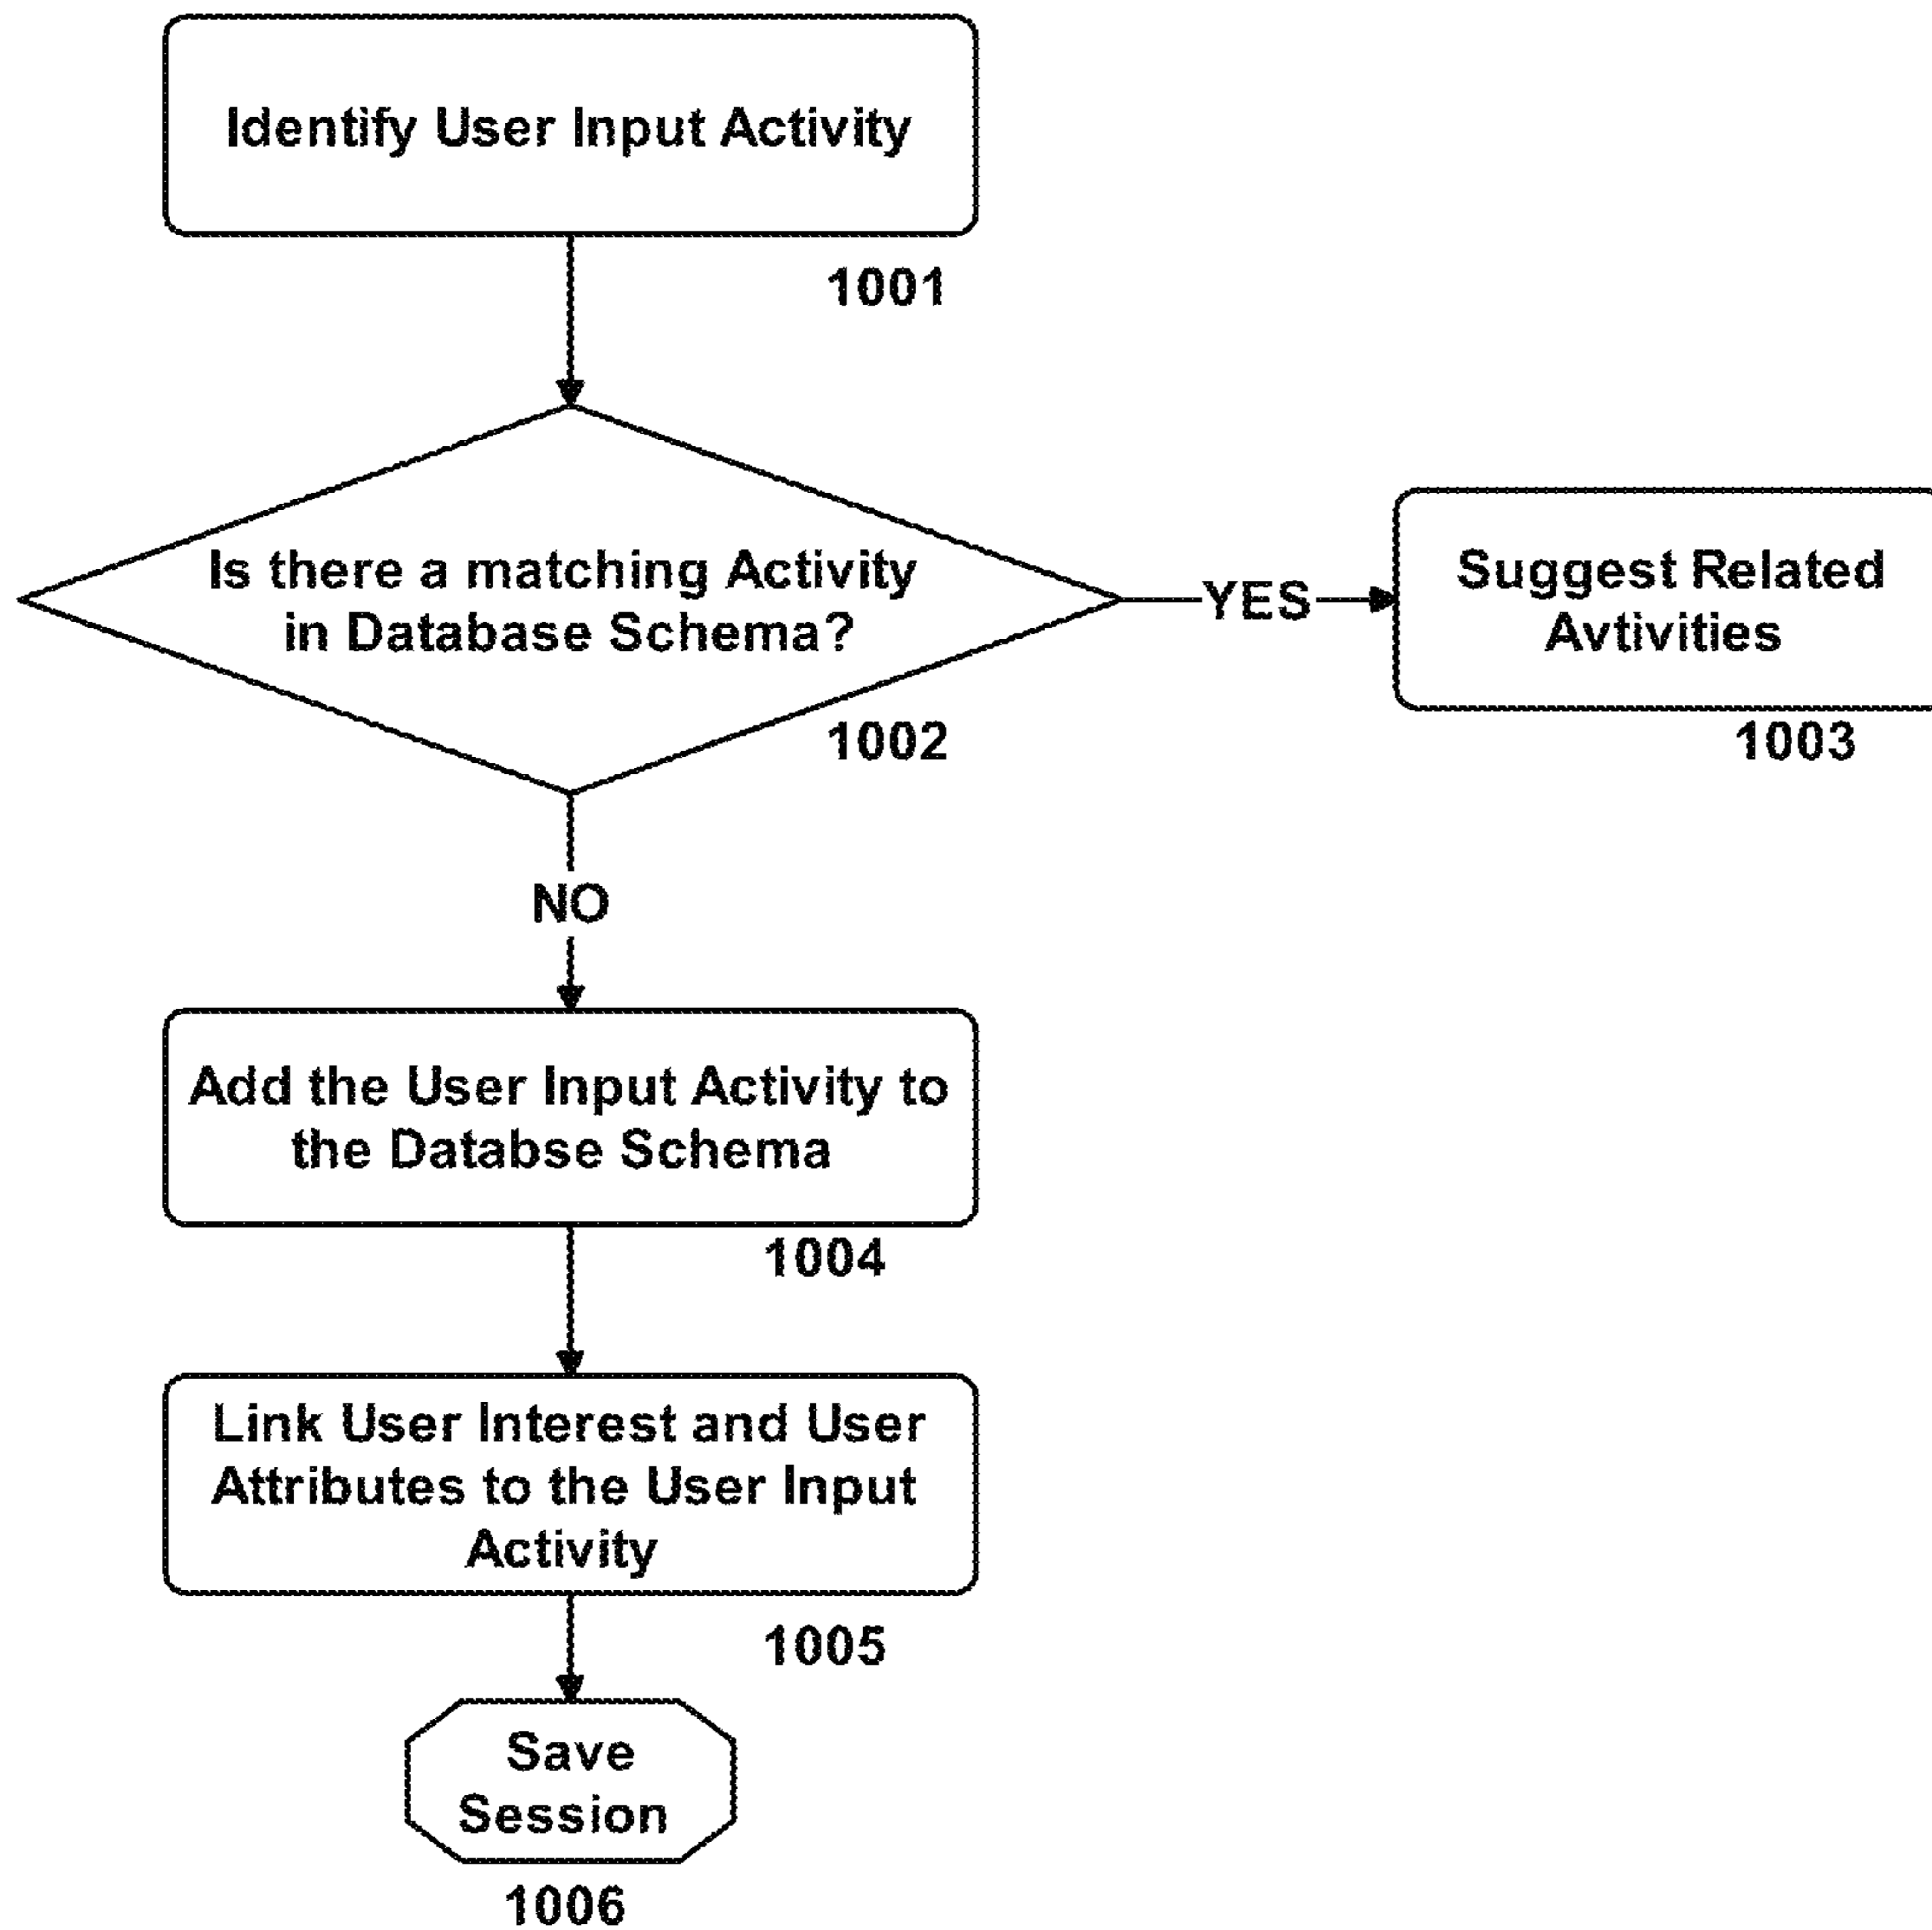 Identify User Input Activity
1001
Is there a matching Activity
in Database Schema?
1002
YES
Suggest Related
Avtivities
1003
NO
Add the User Input Activity to
the Databse Schema
1004
Link User Interest and User
Attributes to the User Input
Activity
1005
Save
Session
1006